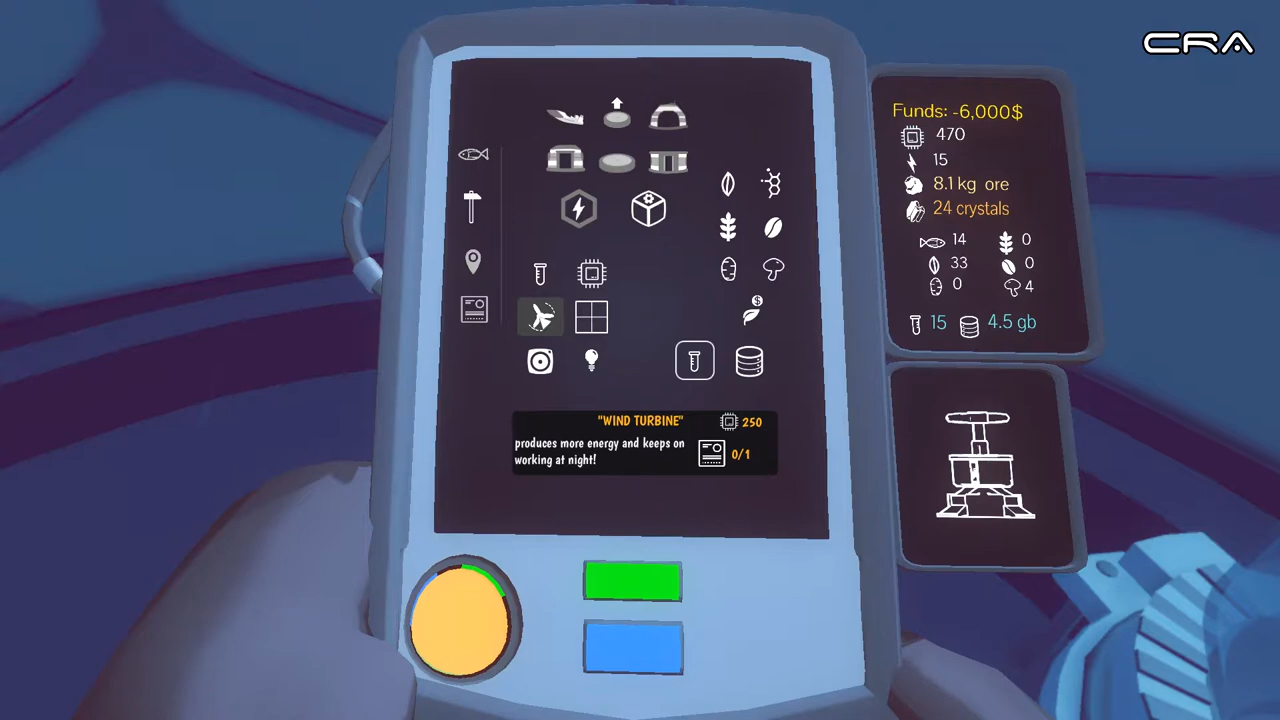 CRA
Funds: -6,000$
470
15
8.1 kg ore
24 crystals
14 0
33 0
0 4
15 4.5 gb
"WIND TURBINE" 250
produces more energy and keeps on
working at night!
0/1